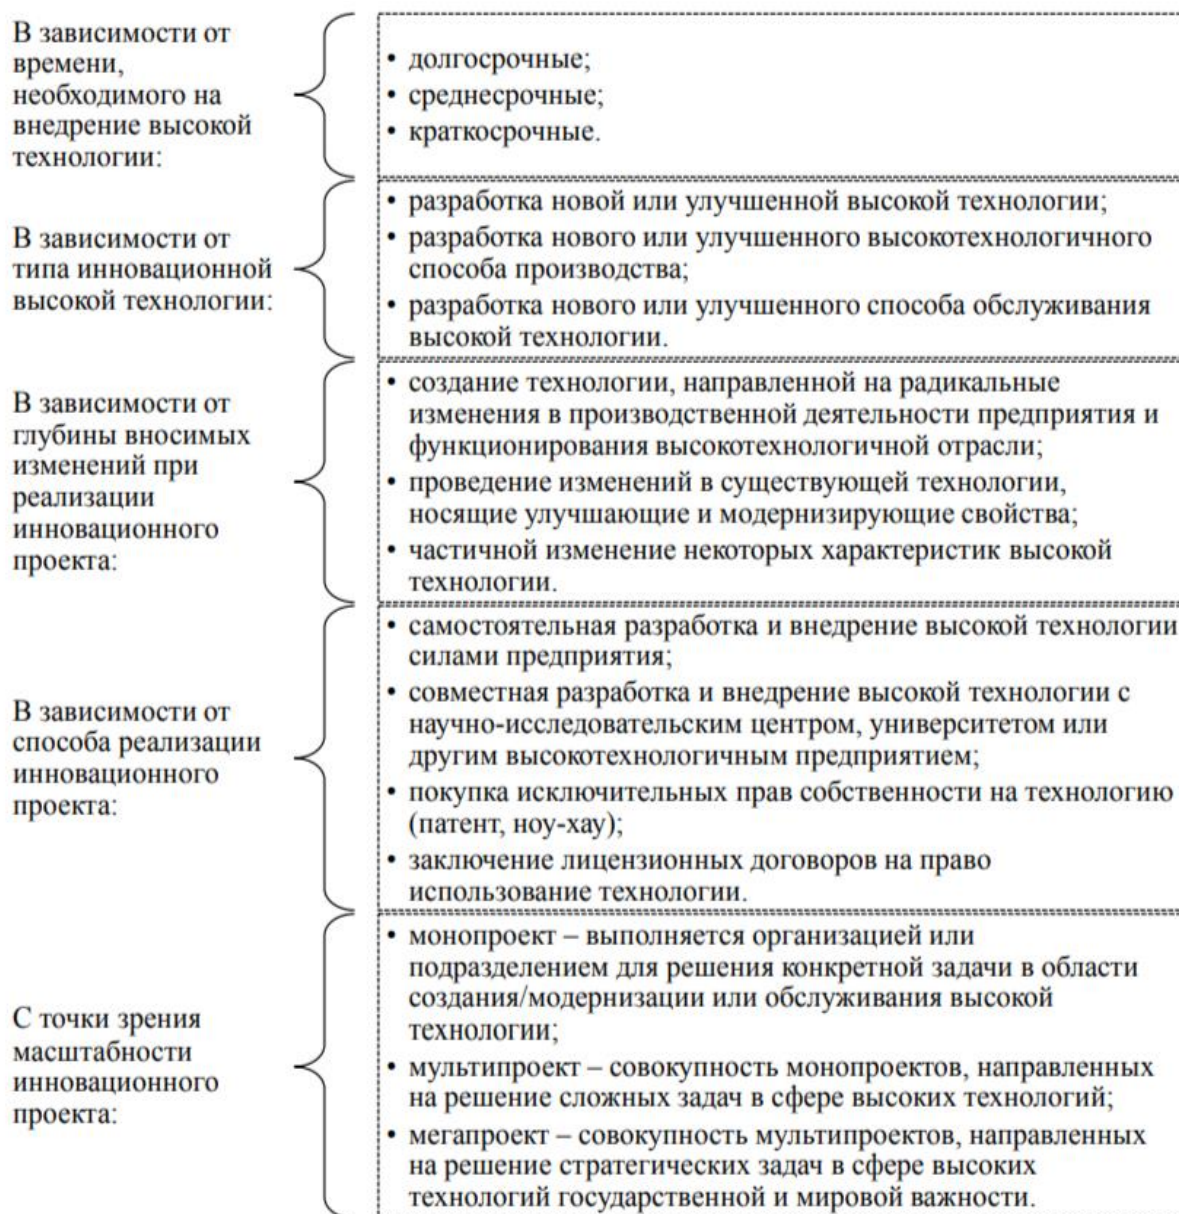 В зависимости от
времени,
необходимого на
внедрение высокой
технологии:
• долгосрочные;
• среднесрочные;
• краткосрочные.
В зависимости от
типа инновационной
высокой технологии:
• разработка новой или улучшенной высокой технологии;
• разработка нового или улучшенного высокотехнологичного
способа производства;
• разработка нового или улучшенного способа обслуживания
высокой технологии.
В зависимости от
глубины вносимых
изменений при
реализации
инновационного
проекта:
• создание технологии, направленной на радикальные
изменения в производственной деятельности предприятия и
функционирования высокотехнологичной отрасли;
• проведение изменений в существующей технологии,
носящие улучшающие и модернизирующие свойства;
• частичной изменение некоторых характеристик высокой
технологии.
В зависимости от
способа реализации
инновационного
проекта:
• самостоятельная разработка и внедрение высокой технологии
силами предприятия;
• совместная разработка и внедрение высокой технологии с
научно-исследовательским центром, университетом или
другим высокотехнологичным предприятием;
• покупка исключительных прав собственности на технологию
(патент, ноу-хау);
• заключение лицензионных договоров на право
использование технологии.
С точки зрения
масштабности
инновационного
проекта:
• монопроект – выполняется организацией или
подразделением для решения конкретной задачи в области
создания/модернизации или обслуживания высокой
технологии;
• мультипроект – совокупность монопроектов, направленных
на решение сложных задач в сфере высоких технологий;
• мегапроект – совокупность мультипроектов, направленных
на решение стратегических задач в сфере высоких
технологий государственной и мировой важности.